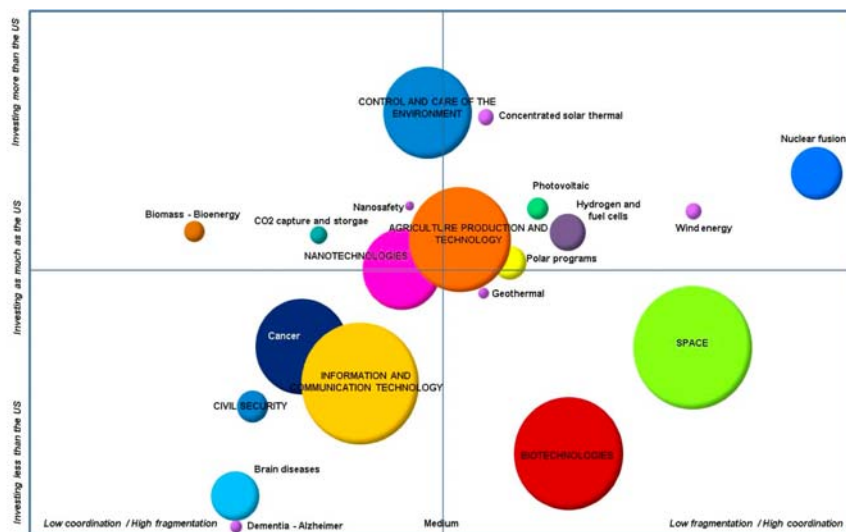 Investing more than the US
CONTROL AND CARE OF THE
ENVIRONMENT
Concentrated solar thermal
Nuclear fusion
Photovoltaic
Nanosafety
Biomass - Bioenergy
CO2 capture and storgae
AGRICULTURE PRODUCTION AND
TECHNOLOGY
Hydrogen and
fuel cells
Wind energy
NANOTECHNOLOGIES
Polar programs
Investing as much as the US
Geothermal
Cancer
SPACE
INFORMATION AND
COMMUNICATION TECHNOLOGY
CIVIL SECURITY
BIOTECHNOLOGIES
Investing less than the US
Brain diseases
Low coordination / High fragmentation
Dementia - Alzheimer
Medium
Low fragmentation / High coordination